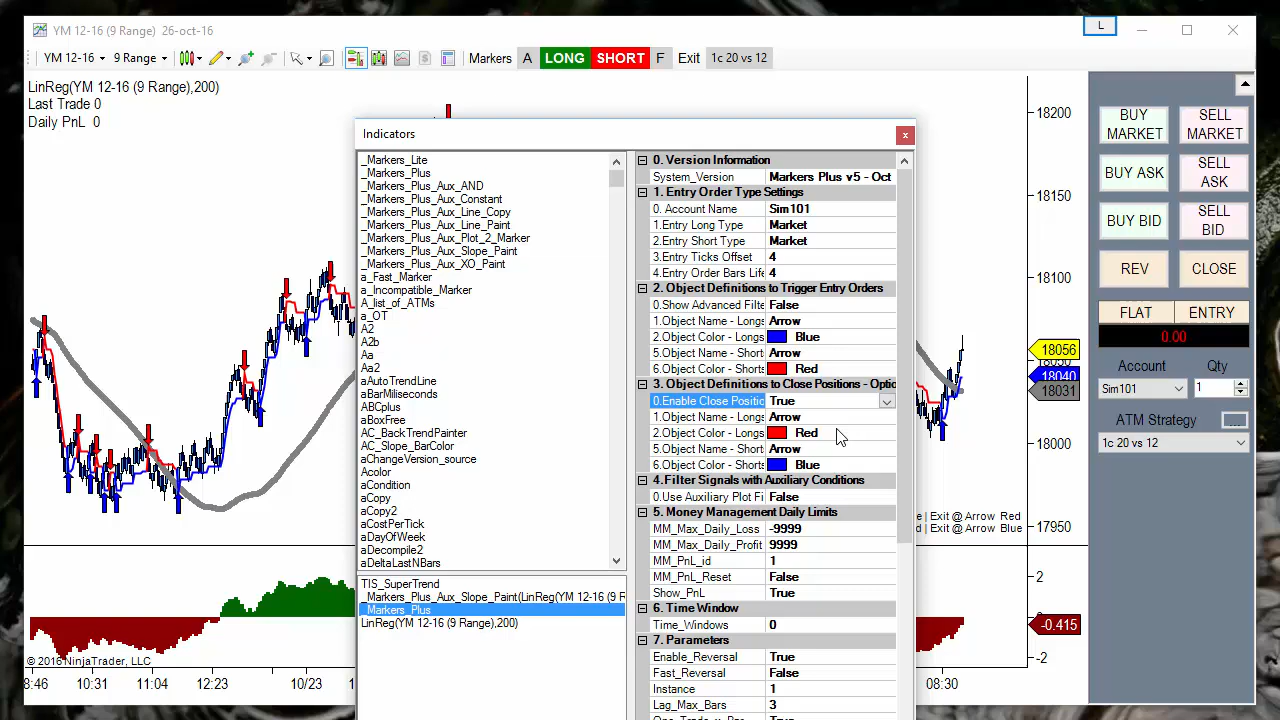 YM 12-16 (9 Range)  26-oct-16
L
YM 12-16  9 Range  Markers  A  LONG  SHORT  F  Exit  1c 20 vs 12
LinReg(YM 12-16 (9 Range),200)
Last Trade 0
Daily PnL  0
Indicators
x
_Markers_Lite
_Markers_Plus
_Markers_Plus_Aux_AND
_Markers_Plus_Aux_Constant
_Markers_Plus_Aux_Line_Copy
_Markers_Plus_Aux_Line_Paint
_Markers_Plus_Aux_Plot_2_Marker
_Markers_Plus_Aux_Slope_Paint
_Markers_Plus_Aux_XO_Paint
a_Fast_Marker
a_Incompatible_Marker
A_list_of_ATMs
a_OT
A2
A2b
Aa
Aa2
aAutoTrendLine
aBarMiliseconds
ABCplus
aBoxFree
AC_BackTrendPainter
AC_Slope_BarColor
aChangeVersion_source
Acolor
aCondition
aCopy
aCopy2
aCostPerTick
aDayOfWeek
aDecompile2
aDeltaLastNBars
TIS_SuperTrend
_Markers_Plus_Aux_Slope_Paint(LinReg(YM 12-16 (9 R
_Markers_Plus
LinReg(YM 12-16 (9 Range),200)
0. Version Information
System_Version  Markers Plus v5 - Oct
1. Entry Order Type Settings
0. Account Name  Sim101
1.Entry Long Type  Market
2.Entry Short Type  Market
3.Entry Ticks Offset  4
4.Entry Order Bars Life  4
2. Object Definitions to Trigger Entry Orders
0.Show Advanced Filte  False
1.Object Name - Longs  Arrow
2.Object Color - Longs  Blue
5.Object Name - Shorts  Arrow
6.Object Color - Shorts  Red
3. Object Definitions to Close Positions - Optio
0.Enable Close Positic  True
1.Object Name - Longs  Arrow
2.Object Color - Longs  Red
5.Object Name - Short  Arrow
6.Object Color - Shorts  Blue
4.Filter Signals with Auxiliary Conditions
0.Use Auxiliary Plot Fi  False
5. Money Management Daily Limits
MM_Max_Daily_Loss  -9999
MM_Max_Daily_Profit  9999
MM_PnL_id  1
MM_PnL_Reset  False
Show_PnL  True
6. Time Window
Time_Windows  0
7. Parameters
Enable_Reversal  True
Fast_Reversal  False
Instance  1
Lag_Max_Bars  3
e | Exit @ Arrow  Red
d | Exit @ Arrow  Blue
18200
18150
18100
18056
18040
18031
18000
17950
2
-0.415
-2
BUY MARKET
SELL MARKET
BUY ASK
SELL ASK
BUY BID
SELL BID
REV
CLOSE
FLAT
ENTRY
0.00
Account
Qty
Sim101
1
ATM Strategy
1c 20 vs 12
© 2016 NinjaTrader, LLC
8:46  10:31  11:04  12:23  10/23  08:30